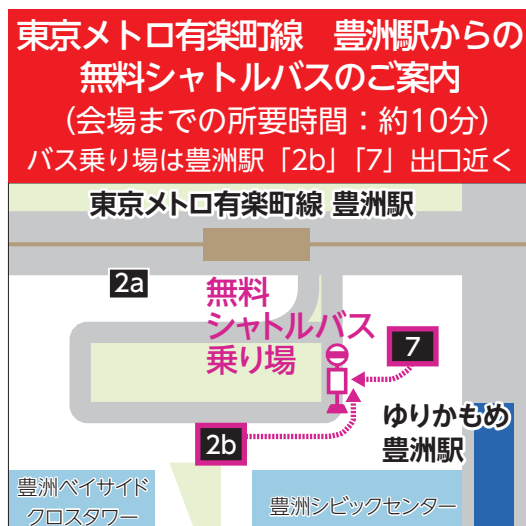 東京メトロ有楽町線　豊洲駅からの
無料シャトルバスのご案内
（会場までの所要時間：約10分）
バス乗り場は豊洲駅「2b」「7」出口近く
東京メトロ有楽町線 豊洲駅
2a
無料
シャトルバス
乗り場
7
2b
ゆりかもめ
豊洲駅
豊洲ベイサイド
クロスタワー
豊洲シビックセンター